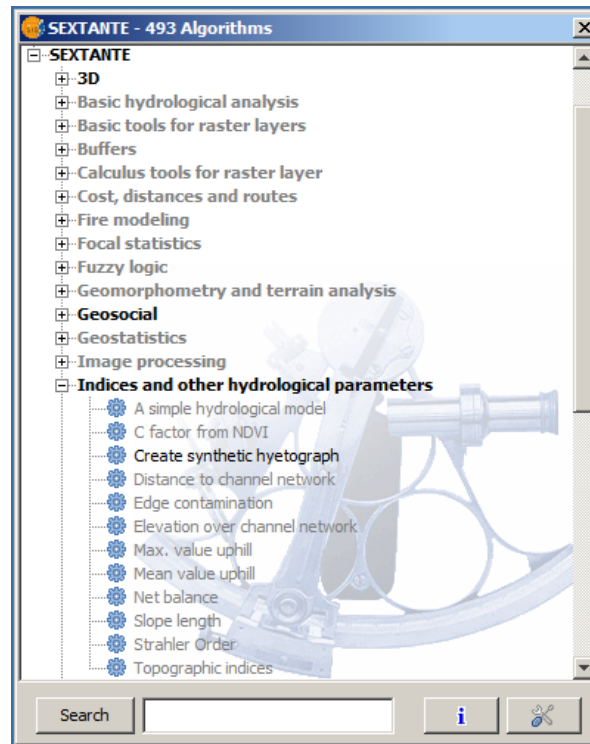 SEXTANTE - 493 Algorithms
SEXTANTE
3D
Basic hydrological analysis
Basic tools for raster layers
Buffers
Calculus tools for raster layer
Cost, distances and routes
Fire modeling
Focal statistics
Fuzzy logic
Geomorphometry and terrain analysis
Geosocial
Geostatistics
Image processing
Indices and other hydrological parameters
A simple hydrological model
C factor from NDVI
Create synthetic hyetograph
Distance to channel network
Edge contamination
Elevation over channel network
Max. value uphill
Mean value uphill
Net balance
Slope length
Strahler Order
Topographic indices
Search
i